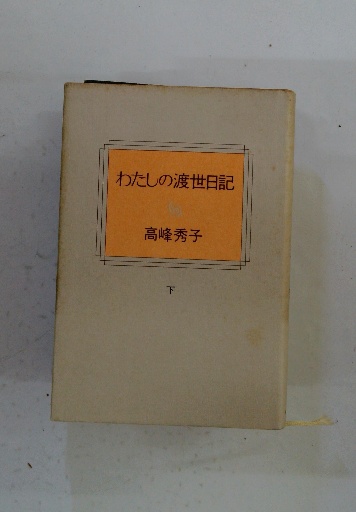 わたしの渡世日記
高峰秀子
下